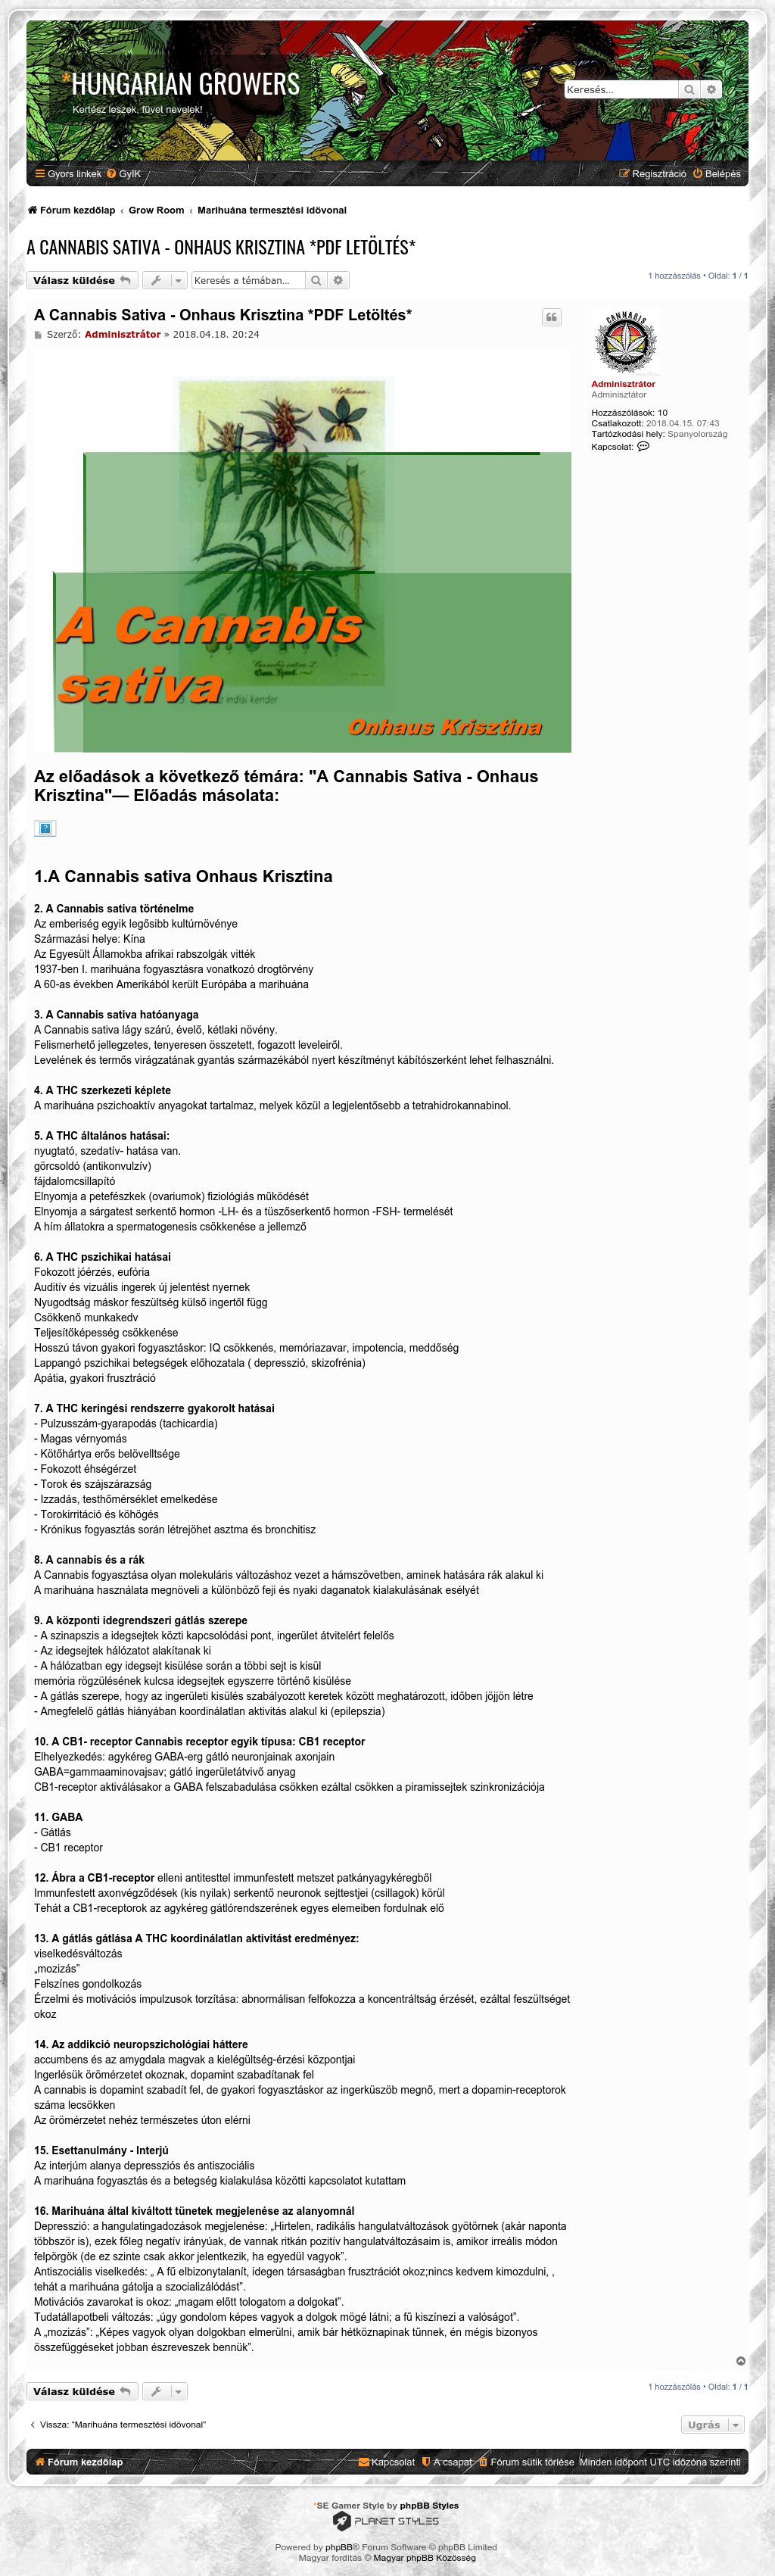 *HUNGARIAN GROWERS
Kertész leszek, füvet nevelek!
Keresés…
Gyors linkek GyIK
Regisztráció Belépés
Fórum kezdőlap ‹ Grow Room ‹ Marihuána termesztési idövonal
A CANNABIS SATIVA - ONHAUS KRISZTINA *PDF LETÖLTÉS*
Válasz küldése
Keresés a témában…
1 hozzászólás • Oldal: 1 / 1
A Cannabis Sativa - Onhaus Krisztina *PDF Letöltés*
Szerző: Adminisztrátor » 2018.04.18. 20:24
Adminisztrátor
Adminisztátor
Hozzászólások: 10
Csatlakozott: 2018.04.15. 07:43
Tartózkodási hely: Spanyolország
Kapcsolat:
A Cannabis
sativa
indiai kender
Onhaus Krisztina
Az előadások a következő témára: "A Cannabis Sativa - Onhaus
Krisztina"— Előadás másolata:
1.A Cannabis sativa Onhaus Krisztina
2. A Cannabis sativa történelme
Az emberiség egyik legősibb kultúrnövénye
Származási helye: Kína
Az Egyesült Államokba afrikai rabszolgák vitték
1937-ben I. marihuána fogyasztásra vonatkozó drogtörvény
A 60-as években Amerikából került Európába a marihuána
3. A Cannabis sativa hatóanyaga
A Cannabis sativa lágy szárú, évelő, kétlaki növény.
Felismerhető jellegzetes, tenyeresen összetett, fogazott leveleiről.
Levelének és termős virágzatának gyantás származékából nyert készítményt kábítószerként lehet felhasználni.
4. A THC szerkezeti képlete
A marihuána pszichoaktív anyagokat tartalmaz, melyek közül a legjelentősebb a tetrahidrokannabinol.
5. A THC általános hatásai:
nyugtató, szedatív- hatása van.
görcsoldó (antikonvulzív)
fájdalomcsillapító
Elnyomja a petefészkek (ovariumok) fiziológiás működését
Elnyomja a sárgatest serkentő hormon -LH- és a tüszőserkentő hormon -FSH- termelését
A hím állatokra a spermatogenesis csökkenése a jellemző
6. A THC pszichikai hatásai
Fokozott jóérzés, eufória
Auditív és vizuális ingerek új jelentést nyernek
Nyugodtság máskor feszültség külső ingertől függ
Csökkenő munkakedv
Teljesítőképesség csökkenése
Hosszú távon gyakori fogyasztáskor: IQ csökkenés, memóriazavar, impotencia, meddőség
Lappangó pszichikai betegségek előhozatala ( depresszió, skizofrénia)
Apátia, gyakori frusztráció
7. A THC keringési rendszerre gyakorolt hatásai
- Pulzusszám-gyarapodás (tachicardia)
- Magas vérnyomás
- Kötőhártya erős belövelltsége
- Fokozott éhségérzet
- Torok és szájszárazság
- Izzadás, testhőmérséklet emelkedése
- Torokirritáció és köhögés
- Krónikus fogyasztás során létrejöhet asztma és bronchitisz
8. A cannabis és a rák
A Cannabis fogyasztása olyan molekuláris változáshoz vezet a hámszövetben, aminek hatására rák alakul ki
A marihuána használata megnöveli a különböző feji és nyaki daganatok kialakulásának esélyét
9. A központi idegrendszeri gátlás szerepe
- A szinapszis a idegsejtek közti kapcsolódási pont, ingerület átvitelért felelős
- Az idegsejtek hálózatot alakítanak ki
- A hálózatban egy idegsejt kisülése során a többi sejt is kisül
memória rögzülésének kulcsa idegsejtek egyszerre történő kisülése
- A gátlás szerepe, hogy az ingerületi kisülés szabályozott keretek között meghatározott, időben jöjjön létre
- Amegfelelő gátlás hiányában koordinálatlan aktivitás alakul ki (epilepszia)
10. A CB1- receptor Cannabis receptor egyik típusa: CB1 receptor
Elhelyezkedés: agykéreg GABA-erg gátló neuronjainak axonjain
GABA=gammaaminovajsav; gátló ingerületátvivő anyag
CB1-receptor aktiválásakor a GABA felszabadulása csökken ezáltal csökken a piramissejtek szinkronizációja
11. GABA
- Gátlás
- CB1 receptor
12. Ábra a CB1-receptor elleni antitesttel immunfestett metszet patkányagykéregből
Immunfestett axonvégződések (kis nyilak) serkentő neuronok sejttestjei (csillagok) körül
Tehát a CB1-receptorok az agykéreg gátlórendszerének egyes elemeiben fordulnak elő
13. A gátlás gátlása A THC koordinálatlan aktivitást eredményez:
viselkedésváltozás
„mozizás”
Felszínes gondolkozás
Érzelmi és motivációs impulzusok torzítása: abnormálisan felfokozza a koncentráltság érzését, ezáltal feszültséget
okoz
14. Az addikció neuropszichológiai háttere
accumbens és az amygdala magvak a kielégültség-érzési központjai
Ingerlésük örömérzetet okoznak, dopamint szabadítanak fel
A cannabis is dopamint szabadít fel, de gyakori fogyasztáskor az ingerküszöb megnő, mert a dopamin-receptorok
száma lecsökken
Az örömérzetet nehéz természetes úton elérni
15. Esettanulmány - Interjú
Az interjúm alanya depressziós és antiszociális
A marihuána fogyasztás és a betegség kialakulása közötti kapcsolatot kutattam
16. Marihuána által kiváltott tünetek megjelenése az alanyomnál
Depresszió: a hangulatingadozások megjelenése: „Hirtelen, radikális hangulatváltozások gyötörnek (akár naponta
többször is), ezek főleg negatív irányúak, de vannak ritkán pozitív hangulatváltozásaim is, amikor irreális módon
felpörgök (de ez szinte csak akkor jelentkezik, ha egyedül vagyok”.
Antiszociális viselkedés: „ A fű elbizonytalanít, idegen társaságban frusztrációt okoz;nincs kedvem kimozdulni, ,
tehát a marihuána gátolja a szocializálódást”.
Motivációs zavarokat is okoz: „magam előtt tologatom a dolgokat”.
Tudatállapotbeli változás: „úgy gondolom képes vagyok a dolgok mögé látni; a fű kiszínezi a valóságot”.
A „mozizás”: „Képes vagyok olyan dolgokban elmerülni, amik bár hétköznapinak tűnnek, én mégis bizonyos
összefüggéseket jobban észreveszek bennük”.
Válasz küldése
1 hozzászólás • Oldal: 1 / 1
Vissza: “Marihuána termesztési idövonal”
Ugrás
Fórum kezdőlap
Kapcsolat A csapat Fórum sütik törlése Minden időpont UTC időzóna szerinti
*SE Gamer Style by phpBB Styles
PLANET STYLES
Powered by phpBB® Forum Software © phpBB Limited
Magyar fordítás © Magyar phpBB Közösség